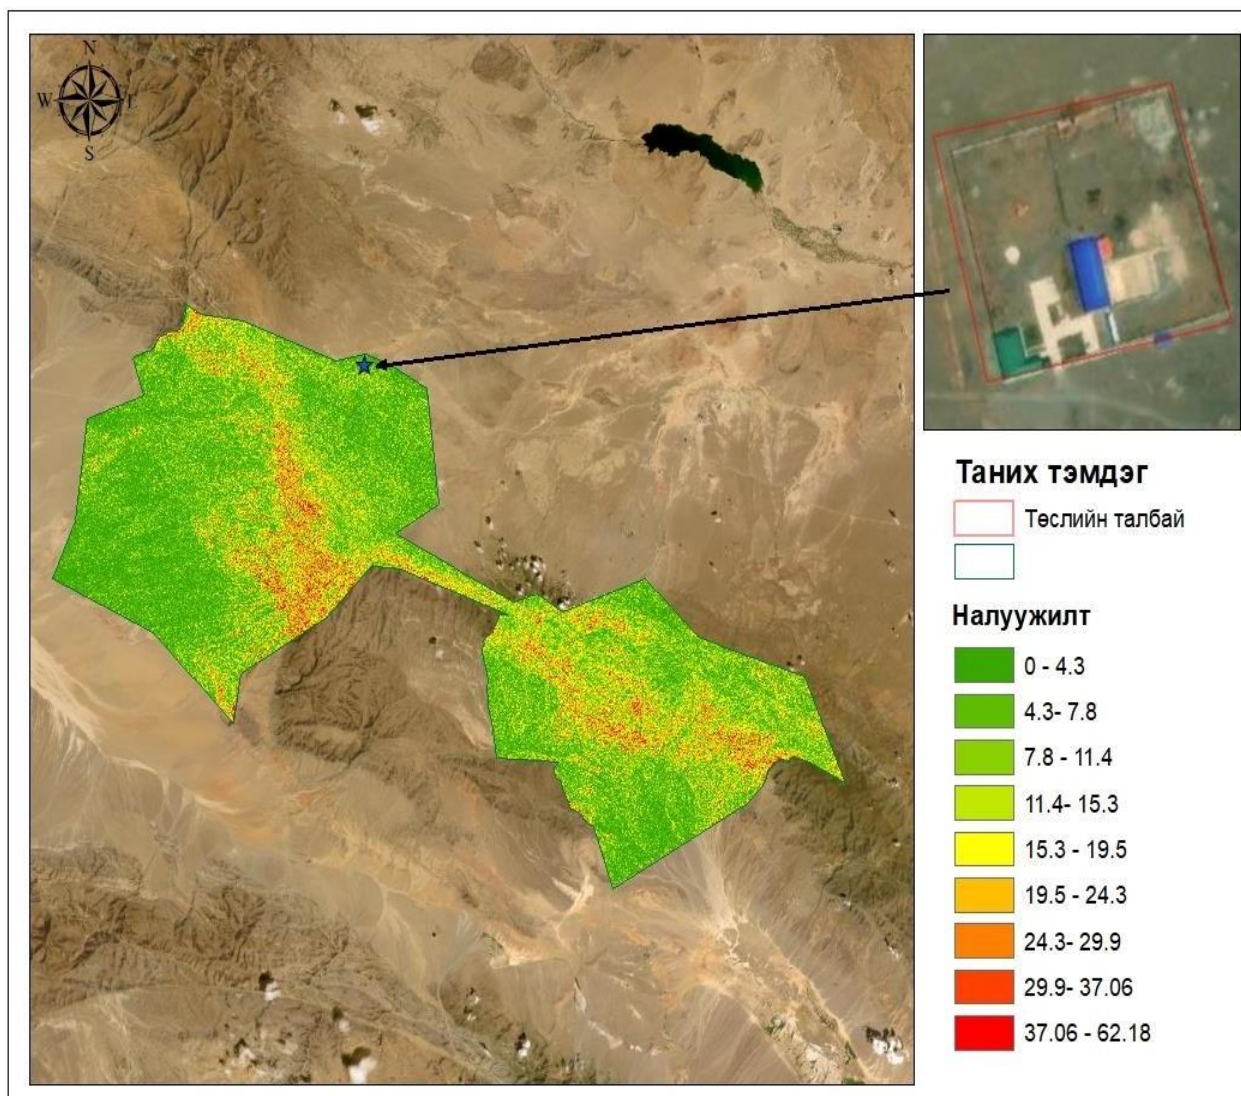 N
W E
S
Таних тэмдэг
Төслийн талбай
Налуужилт
0 - 4.3
4.3- 7.8
7.8 - 11.4
11.4- 15.3
15.3 - 19.5
19.5 - 24.3
24.3- 29.9
29.9- 37.06
37.06 - 62.18